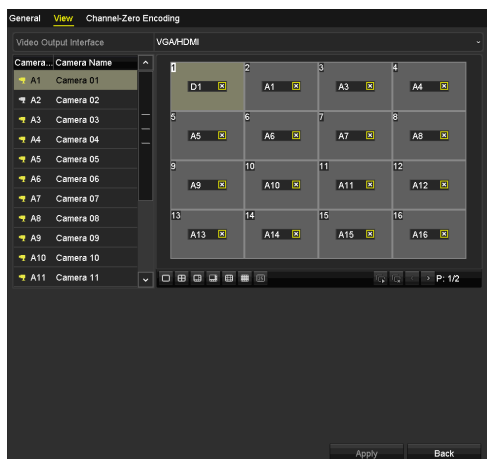 General View Channel-Zero Encoding
Video Output Interface VGA/HDMI
Camera... Camera Name
A1 Camera 01
A2 Camera 02
A3 Camera 03
A4 Camera 04
A5 Camera 05
A6 Camera 06
A7 Camera 07
A8 Camera 08
A9 Camera 09
A10 Camera 10
A11 Camera 11
1 2 3 4
D1 A1 A3 A4
5 6 7 8
A5 A6 A7 A8
9 10 11 12
A9 A10 A11 A12
13 14 15 16
A13 A14 A15 A16
P: 1/2
Apply Back